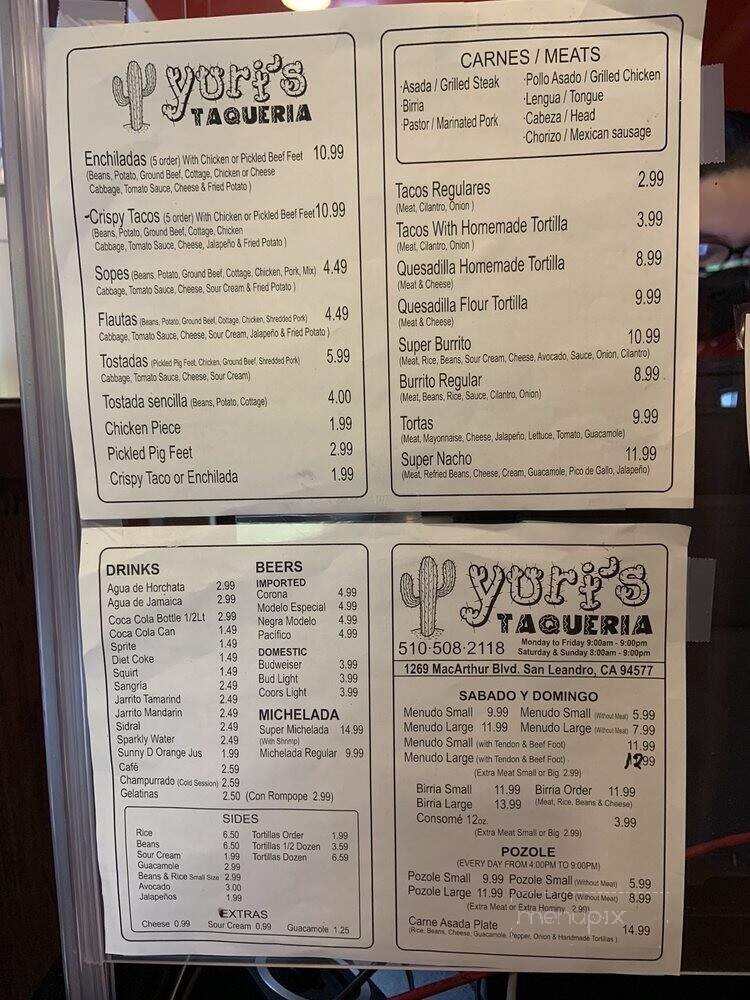 yuri's
TAQUERIA
Enchiladas (5 order) With Chicken or Pickled Beef Feet 10.99
(Beans, Potato, Ground Beef, Cottage, Chicken or Cheese
Cabbage, Tomato Sauce, Cheese & Fried Potato )
-Crispy Tacos (5 order) With Chicken or Pickled Beef Feet 10.99
(Beans, Potato, Ground Beef, Cottage, Chicken
Cabbage, Tomato Sauce, Cheese, Jalapeño & Fried Potato )
Sopes (Beans, Potato, Ground Beef, Cottage, Chicken, Pork, Mix) 4.49
Cabbage, Tomato Sauce, Cheese, Sour Cream & Fried Potato )
Flautas (Beans, Potato, Ground Beef, Cottage, Chicken, Shredded Pork) 4.49
Cabbage, Tomato Sauce, Cheese, Sour Cream, Jalapeño & Fried Potato )
Tostadas (Pickled Pig Feet, Chicken, Ground Beef, Shredded Pork) 5.99
Cabbage, Tomato Sauce, Cheese, Sour Cream)
Tostada sencilla (Beans, Potato, Cottage) 4.00
Chicken Piece 1.99
Pickled Pig Feet 2.99
Crispy Taco or Enchilada 1.99
CARNES / MEATS
·Asada / Grilled Steak
·Birria
·Pastor / Marinated Pork
·Pollo Asado / Grilled Chicken
·Lengua / Tongue
·Cabeza / Head
·Chorizo / Mexican sausage
Tacos Regulares 2.99
(Meat, Cilantro, Onion )
Tacos With Homemade Tortilla 3.99
(Meat, Cilantro, Onion )
Quesadilla Homemade Tortilla 8.99
(Meat & Cheese)
Quesadilla Flour Tortilla 9.99
(Meat & Cheese)
Super Burrito 10.99
(Meat, Rice, Beans, Sour Cream, Cheese, Avocado, Sauce, Onion, Cilantro)
Burrito Regular 8.99
(Meat, Beans, Rice, Sauce, Cilantro, Onion)
Tortas 9.99
(Meat, Mayonnaise, Cheese, Jalapeño, Lettuce, Tomato, Guacamole)
Super Nacho 11.99
(Meat, Refried Beans, Cheese, Cream, Guacamole, Pico de Gallo, Jalapeño)
DRINKS
Agua de Horchata 2.99
Agua de Jamaica 2.99
Coca Cola Bottle 1/2Lt 2.99
Coca Cola Can 1.49
Sprite 1.49
Diet Coke 1.49
Squirt 1.49
Sangría 2.49
Jarrito Tamarind 2.49
Jarrito Mandarin 2.49
Sidral 2.49
Sparkly Water 2.49
Sunny D Orange Jus 1.99
Café 2.59
Champurrado (Cold Session) 2.59
Gelatinas 2.50 (Con Rompope 2.99)
BEERS
IMPORTED
Corona 4.99
Modelo Especial 4.99
Negra Modelo 4.99
Pacífico 4.99
DOMESTIC
Budweiser 3.99
Bud Light 3.99
Coors Light 3.99
MICHELADA
Super Michelada 14.99
(With Shrimp)
Michelada Regular 9.99
SIDES
Rice 6.50
Beans 6.50
Sour Cream 1.99
Guacamole 2.99
Beans & Rice Small Size 2.99
Avocado 3.00
Jalapeños 1.99
Tortillas Order 1.99
Tortillas 1/2 Dozen 3.59
Tortillas Dozen 6.59
EXTRAS
Cheese 0.99 Sour Cream 0.99 Guacamole 1.25
yuri's
TAQUERIA
510·508·2118
Monday to Friday 9:00am - 9:00pm
Saturday & Sunday 8:00am - 9:00pm
1269 MacArthur Blvd. San Leandro, CA 94577
SABADO Y DOMINGO
Menudo Small 9.99 Menudo Small (Without Meat) 5.99
Menudo Large 11.99 Menudo Large (Without Meat) 7.99
Menudo Small (with Tendon & Beef Foot) 11.99
Menudo Large (with Tendon & Beef Foot) 12.99
(Extra Meat Small or Big 2.99)
Birria Small 11.99 Birria Order 11.99
Birria Large 13.99 (Meat, Rice, Beans & Cheese)
Consomé 12oz. 3.99
(Extra Meat Small or Big 2.99)
POZOLE
(EVERY DAY FROM 4:00PM TO 9:00PM)
Pozole Small 9.99 Pozole Small (Without Meat) 5.99
Pozole Large 11.99 Pozole Large (Without Meat) 8.99
(Extra Meat or Extra Hominy 2.99)
Carne Asada Plate 14.99
(Rice, Beans, Cheese, Guacamole, Pepper, Onion & Handmade Tortillas )
menupix